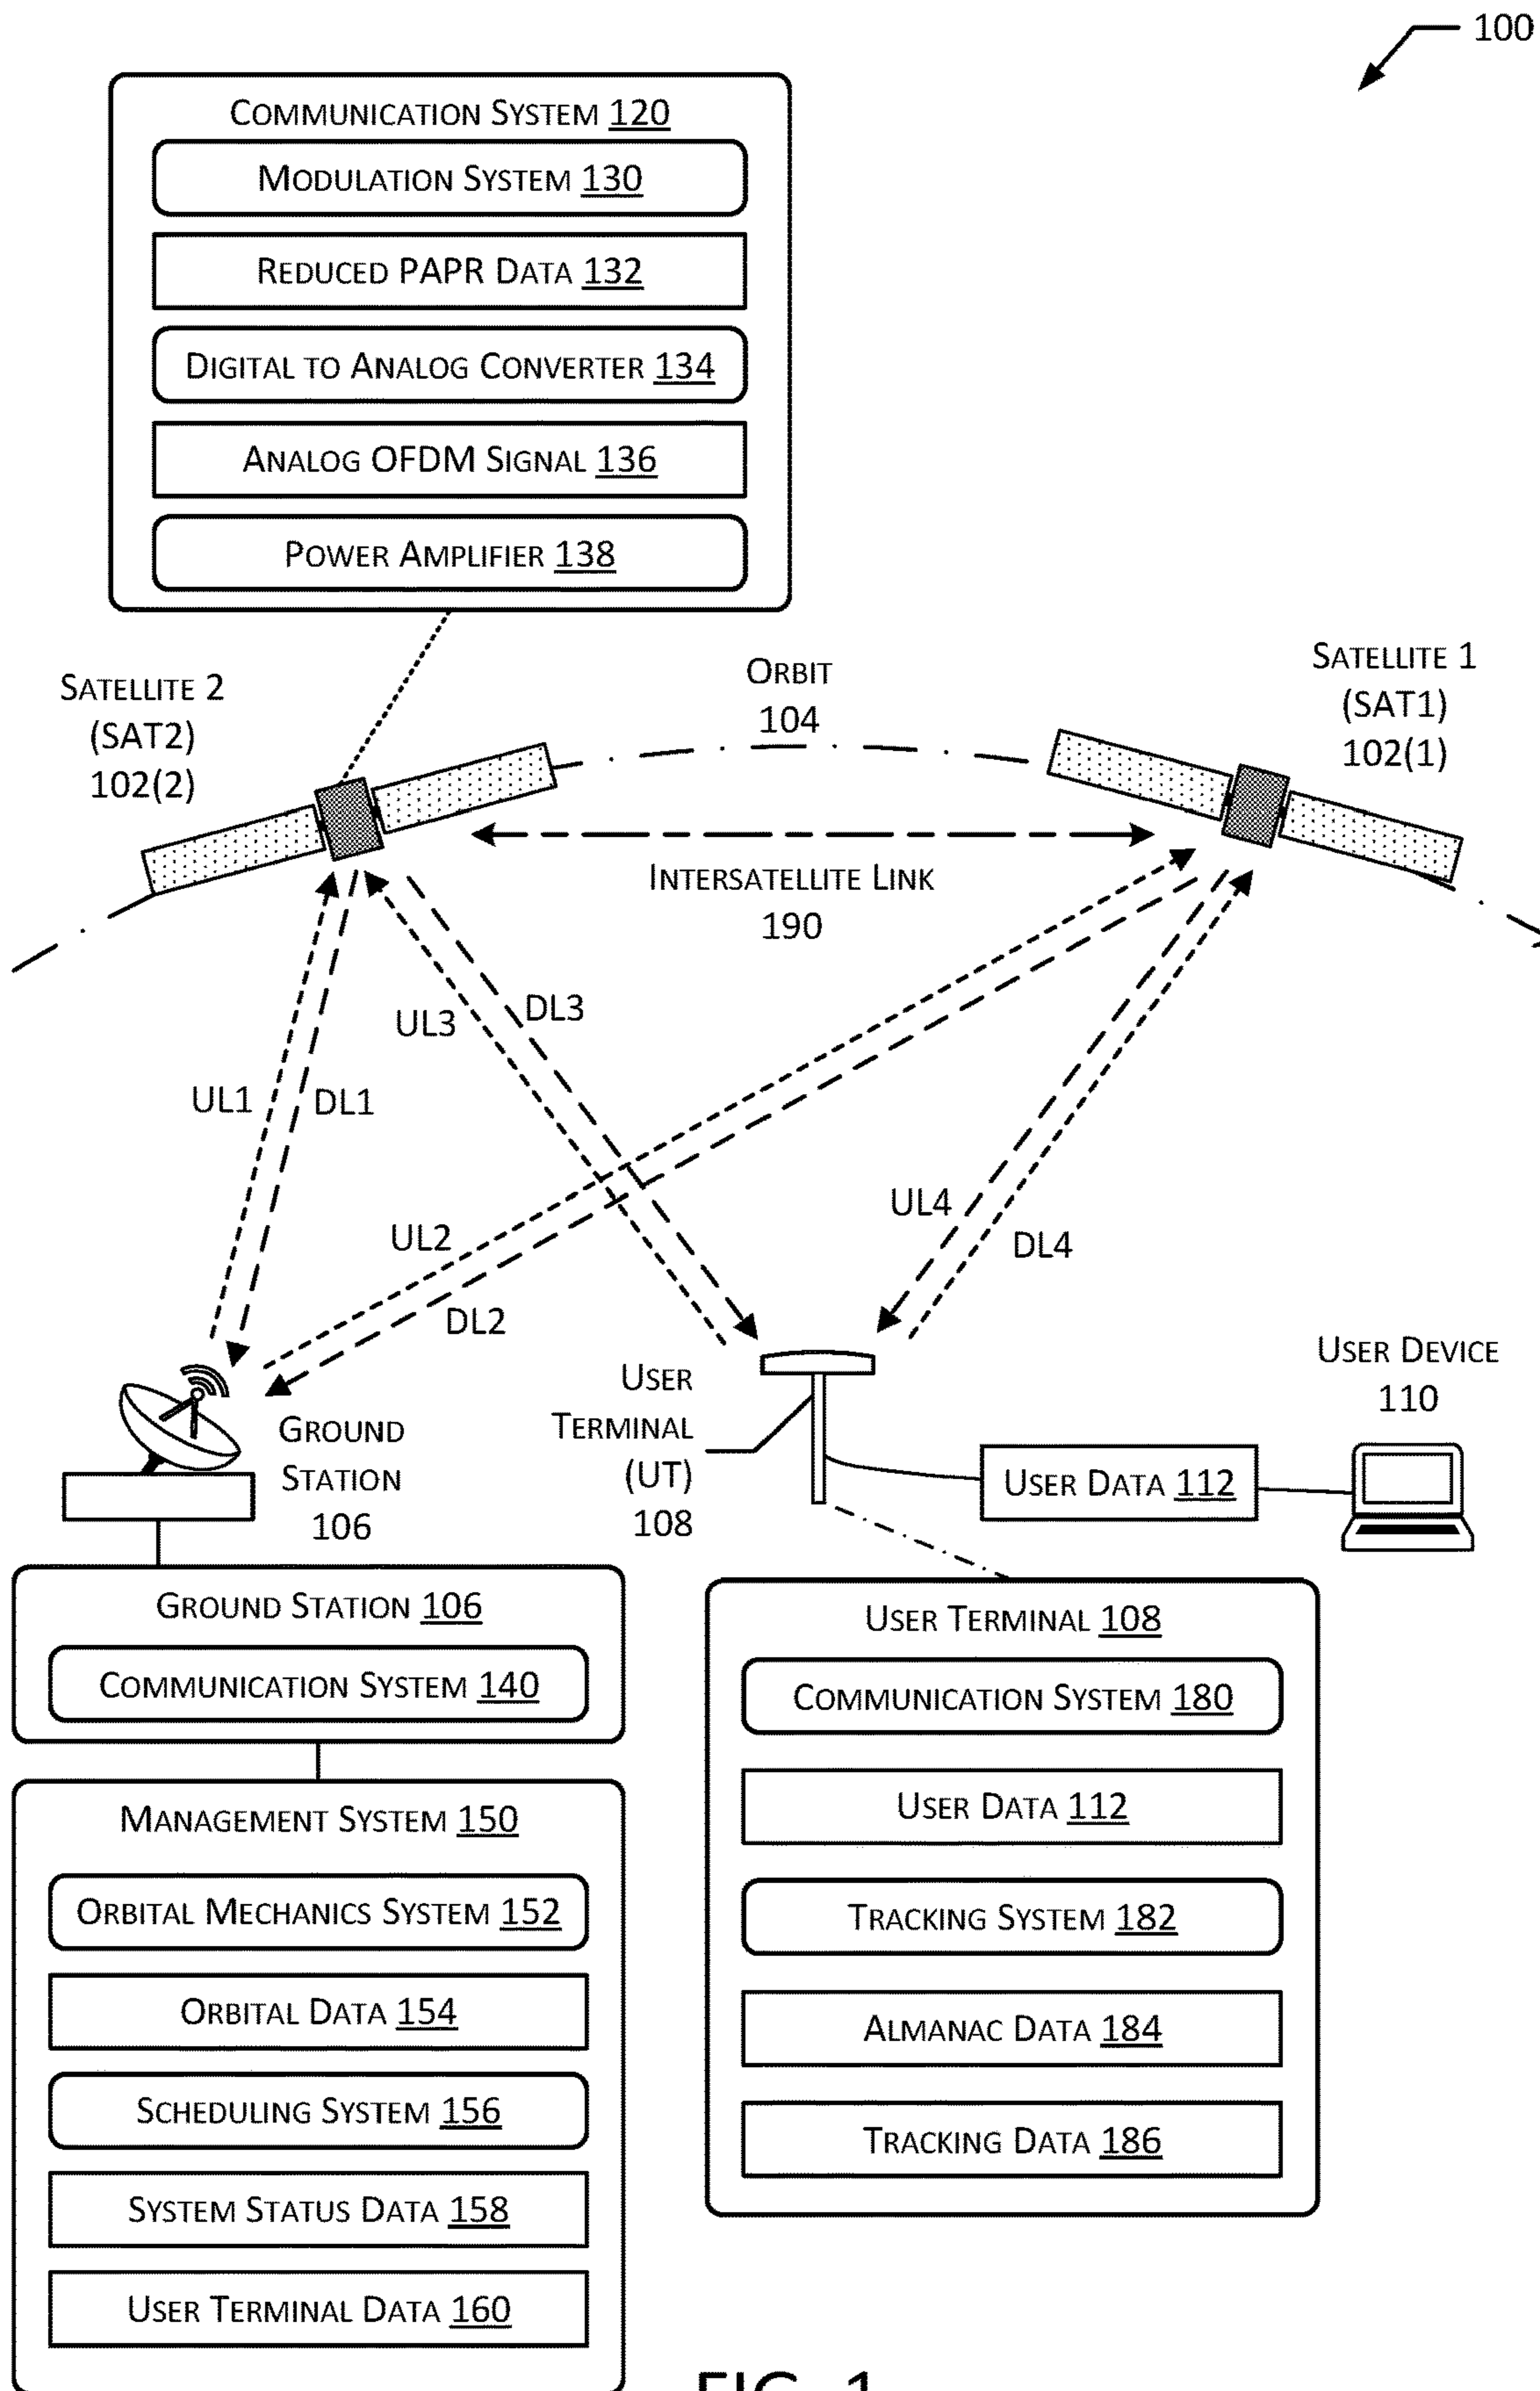 100
COMMUNICATION SYSTEM 120
MODULATION SYSTEM 130
REDUCED PAPR DATA 132
DIGITAL TO ANALOG CONVERTER 134
ANALOG OFDM SIGNAL 136
POWER AMPLIFIER 138
SATELLITE 2
(SAT2)
102(2)
ORBIT
104
SATELLITE 1
(SAT1)
102(1)
INTERSATELLITE LINK
190
UL3
DL3
UL1
DL1
UL2
DL2
UL4
DL4
GROUND
STATION
106
USER
TERMINAL
(UT)
108
USER DATA 112
USER DEVICE
110
GROUND STATION 106
COMMUNICATION SYSTEM 140
MANAGEMENT SYSTEM 150
ORBITAL MECHANICS SYSTEM 152
ORBITAL DATA 154
SCHEDULING SYSTEM 156
SYSTEM STATUS DATA 158
USER TERMINAL DATA 160
USER TERMINAL 108
COMMUNICATION SYSTEM 180
USER DATA 112
TRACKING SYSTEM 182
ALMANAC DATA 184
TRACKING DATA 186
FIG. 1